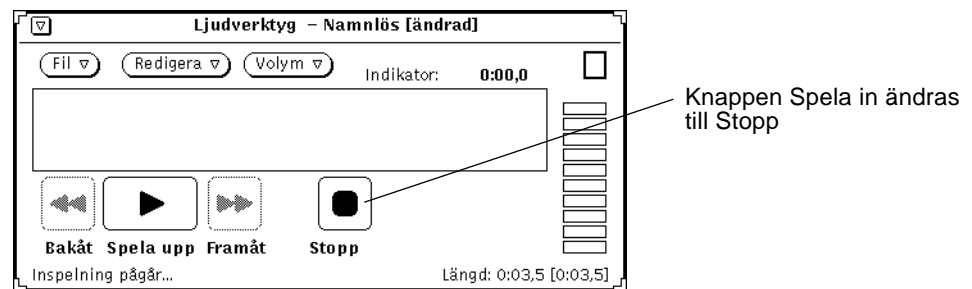 Ljudverktyg – Namnlös [ändrad]
Fil Redigera Volym Indikator: 0:00,0
Knappen Spela in ändras
till Stopp
Bakåt Spela upp Framåt Stopp
Inspelning pågår... Längd: 0:03,5 [0:03,5]